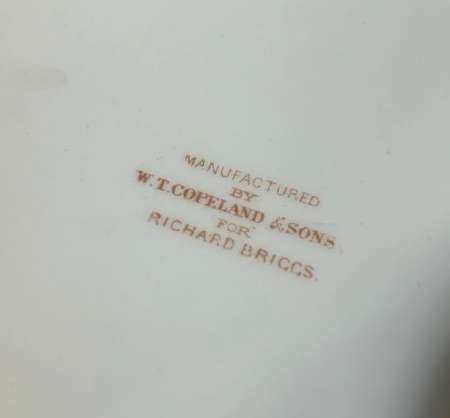 MANUFACTURED
BY
W.T.COPELAND & SONS
FOR
RICHARD BRIGGS.